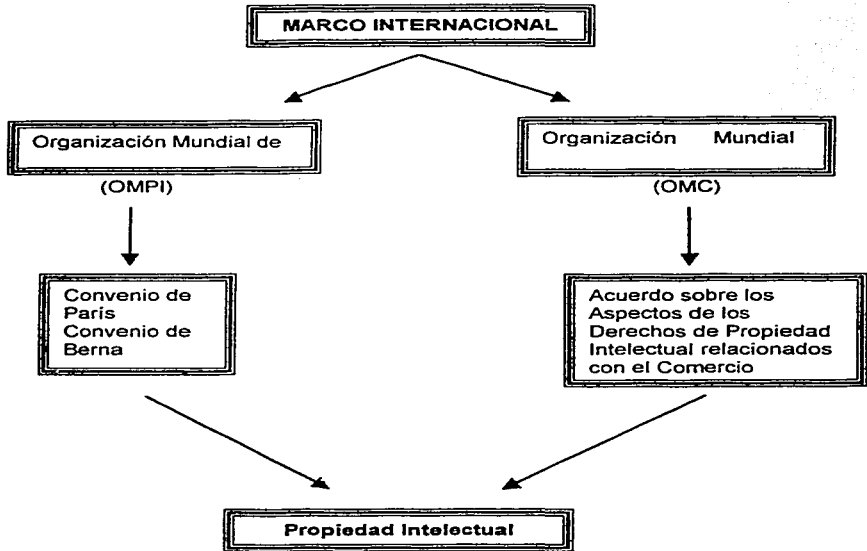 MARCO INTERNACIONAL
Organización Mundial de
(OMPI)
Organización Mundial
(OMC)
Convenio de
París
Convenio de
Berna
Acuerdo sobre los
Aspectos de los
Derechos de Propiedad
Intelectual relacionados
con el Comercio
Propiedad Intelectual